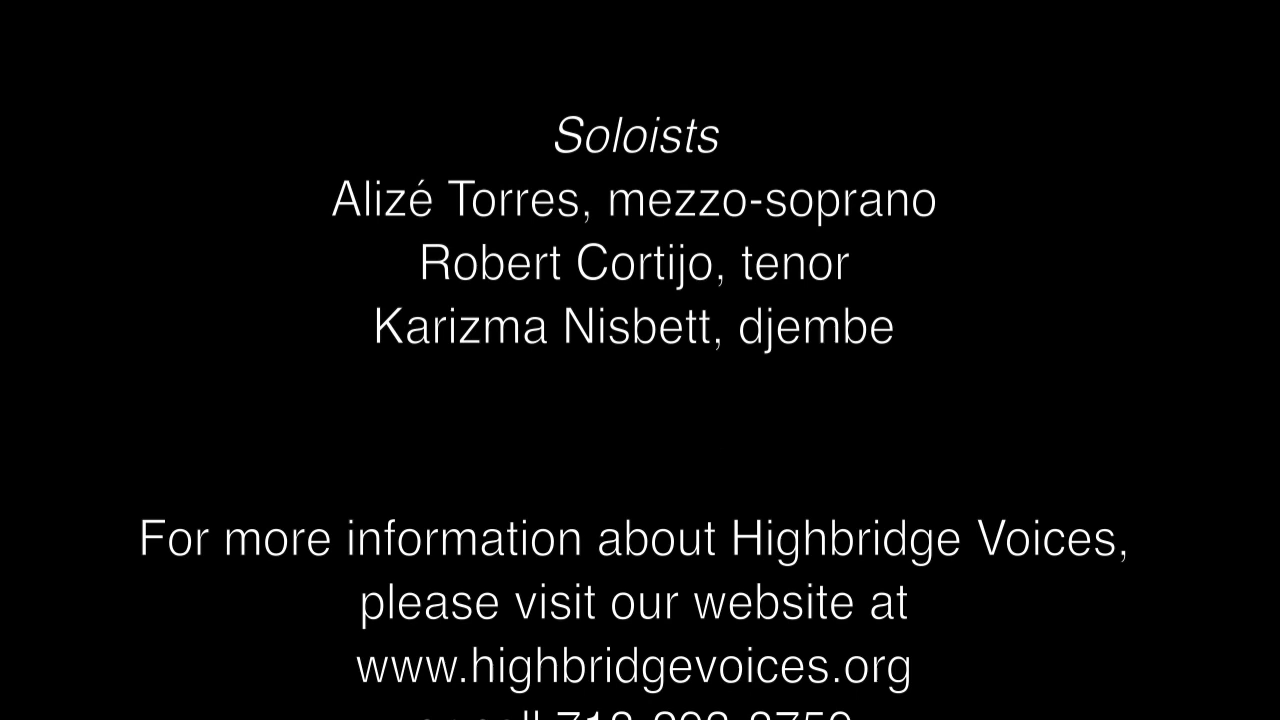 Soloists
Alizé Torres, mezzo-soprano
Robert Cortijo, tenor
Karizma Nisbett, djembe
For more information about Highbridge Voices,
please visit our website at
www.highbridgevoices.org